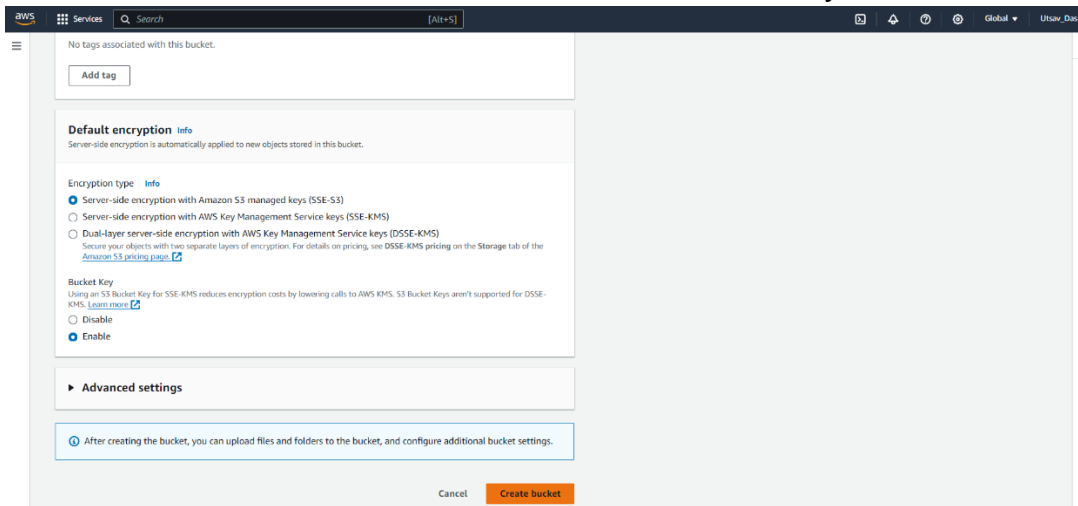 aws
Services
Search
[Alt+S]
Global
Utsav_Das
No tags associated with this bucket.
Add tag
Default encryption Info
Server-side encryption is automatically applied to new objects stored in this bucket.
Encryption type Info
Server-side encryption with Amazon S3 managed keys (SSE-S3)
Server-side encryption with AWS Key Management Service keys (SSE-KMS)
Dual-layer server-side encryption with AWS Key Management Service keys (DSSE-KMS)
Secure your objects with two separate layers of encryption. For details on pricing, see DSSE-KMS pricing on the Storage tab of the
Amazon S3 pricing page.
Bucket Key
Using an S3 Bucket Key for SSE-KMS reduces encryption costs by lowering calls to AWS KMS. S3 Bucket Keys aren't supported for DSSE-
KMS. Learn more
Disable
Enable
Advanced settings
After creating the bucket, you can upload files and folders to the bucket, and configure additional bucket settings.
Cancel
Create bucket